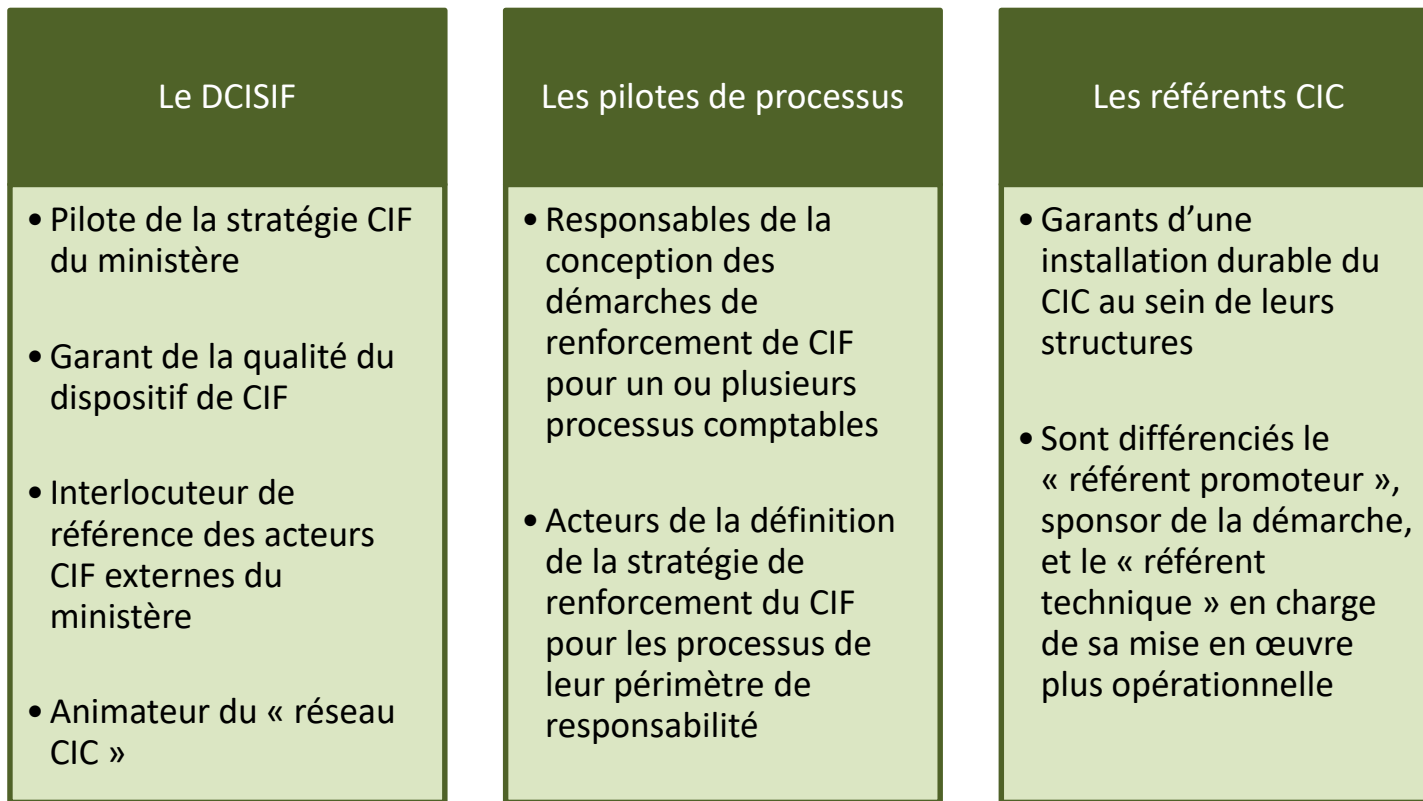 Le DCISIF
• Pilote de la stratégie CIF
du ministère
• Garant de la qualité du
dispositif de CIF
• Interlocuteur de
référence des acteurs
CIF externes du
ministère
• Animateur du « réseau
CIC »
Les pilotes de processus
• Responsables de la
conception des
démarches de
renforcement de CIF
pour un ou plusieurs
processus comptables
• Acteurs de la définition
de la stratégie de
renforcement du CIF
pour les processus de
leur périmètre de
responsabilité
Les référents CIC
• Garants d’une
installation durable du
CIC au sein de leurs
structures
• Sont différenciés le
« référent promoteur »,
sponsor de la démarche,
et le « référent
technique » en charge
de sa mise en œuvre
plus opérationnelle